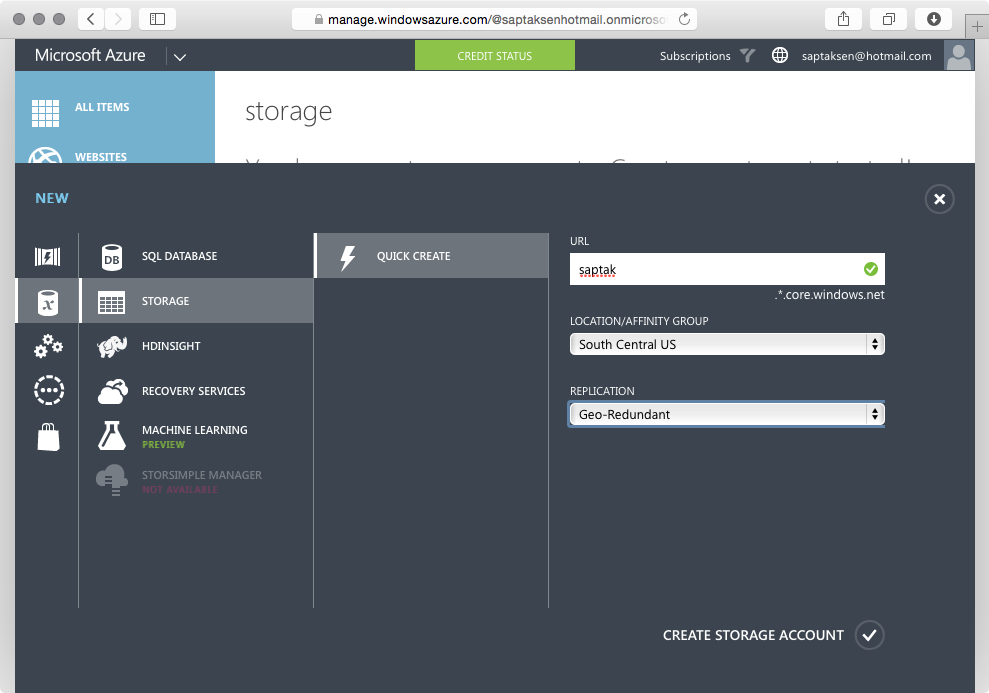 manage.windowsazure.com/@saptaksenhotmail.onmicroso
Microsoft Azure
CREDIT STATUS
Subscriptions
saptaksen@hotmail.com
ALL ITEMS
storage
WEBSITES
NEW
SQL DATABASE
DB
STORAGE
HDINSIGHT
RECOVERY SERVICES
MACHINE LEARNING
PREVIEW
STORSIMPLE MANAGER
NOT AVAILABLE
QUICK CREATE
URL
saptak
.*.core.windows.net
LOCATION/AFFINITY GROUP
South Central US
REPLICATION
Geo-Redundant
CREATE STORAGE ACCOUNT